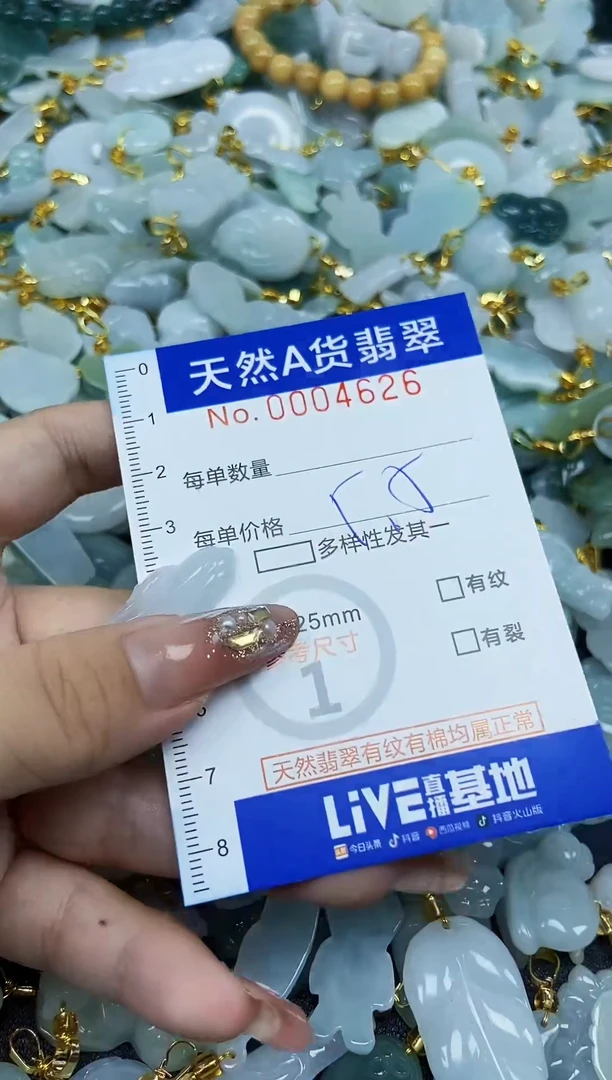 天然A货翡翠
No.0004626
0
1
每单数量
2
每单价格
3
多样性发其一
有纹
25mm
参考尺寸
有裂
1
天然翡翠有纹有棉均属正常
7
LiVE直播基地
今日头条 抖音 西瓜视频 抖音火山版
8